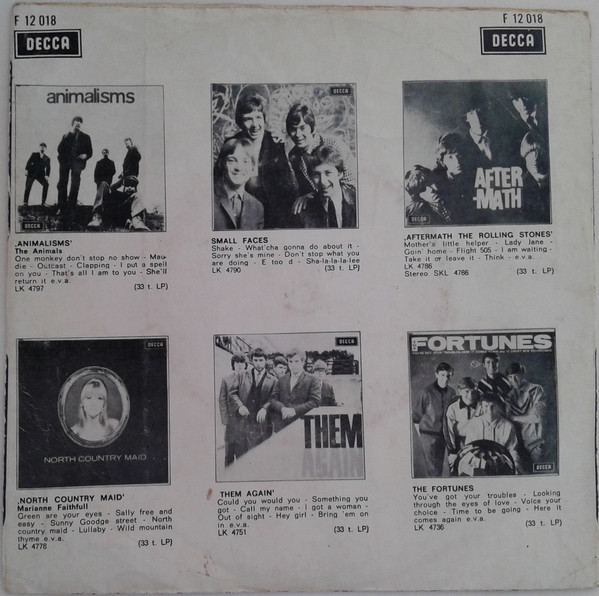 F 12 018
F 12 018
DECCA
DECCA
animalisms
DECCA
DECCA
AFTER
-MATH
DECCA
‚ANIMALISMS'
The Animals
One monkey don't stop no show - Mau-
die - Outcast - Clapping - I put a spell
on you - That's all I am to you - She'll
return it e.v.a.
LK 4797
(33 t. LP)
SMALL FACES
Shake - What'cha gonna do about it -
Sorry she's mine - Don't stop what you
are doing - E too d - Sha-la-la-la-lee
LK 4790
(33 t. LP)
‚AFTERMATH THE ROLLING STONES'
Mother's little helper - Lady Jane -
Goin' home - Flight 505 - I am waiting -
Take it or leave it - Think - e.v.a.
LK 4786
Stereo SKL 4786
(33 t. LP)
DECCA
NORTH COUNTRY MAID
DECCA
THEM
AGAIN
THE
FORTUNES
DECCA
‚NORTH COUNTRY MAID'
Marianne Faithfull
Green are your eyes - Sally free and
easy - Sunny Goodge street - North
country maid - Lullaby - Wild mountain
thyme e.v.a.
LK 4778
(33 t. LP)
THEM AGAIN'
Could you would you - Something you
got - Call my name - I got a woman -
Out of sight - Hey girl - Bring 'em on
in e.v.a.
LK 4751
(33 t. LP)
THE FORTUNES
You've got your troubles - Looking
through the eyes of love - Voice your
choice - Time to be going - Here it
comes again e.v.a.
LK 4736
(33 t. LP)